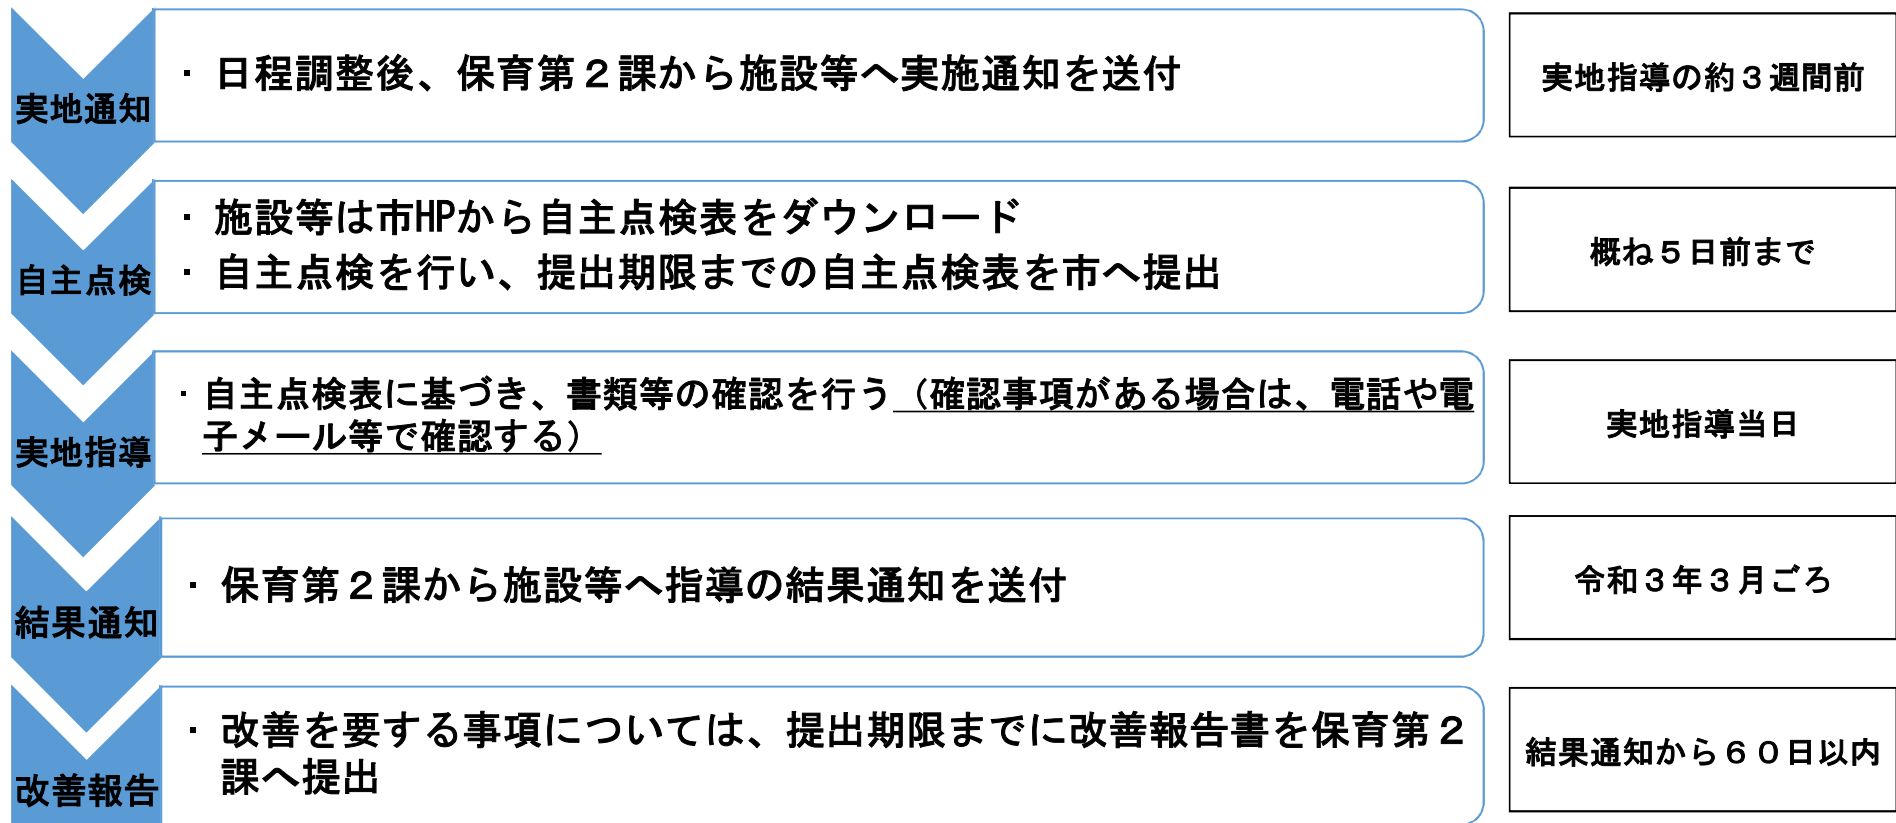 実地通知
・ 日程調整後、保育第２課から施設等へ実施通知を送付
実地指導の約３週間前
自主点検
・ 施設等は市HPから自主点検表をダウンロード
・ 自主点検を行い、提出期限までの自主点検表を市へ提出
概ね５日前まで
実地指導
・自主点検表に基づき、書類等の確認を行う（確認事項がある場合は、電話や電
子メール等で確認する）
実地指導当日
結果通知
・ 保育第２課から施設等へ指導の結果通知を送付
令和３年３月ごろ
改善報告
・ 改善を要する事項については、提出期限までに改善報告書を保育第２
課へ提出
結果通知から６０日以内